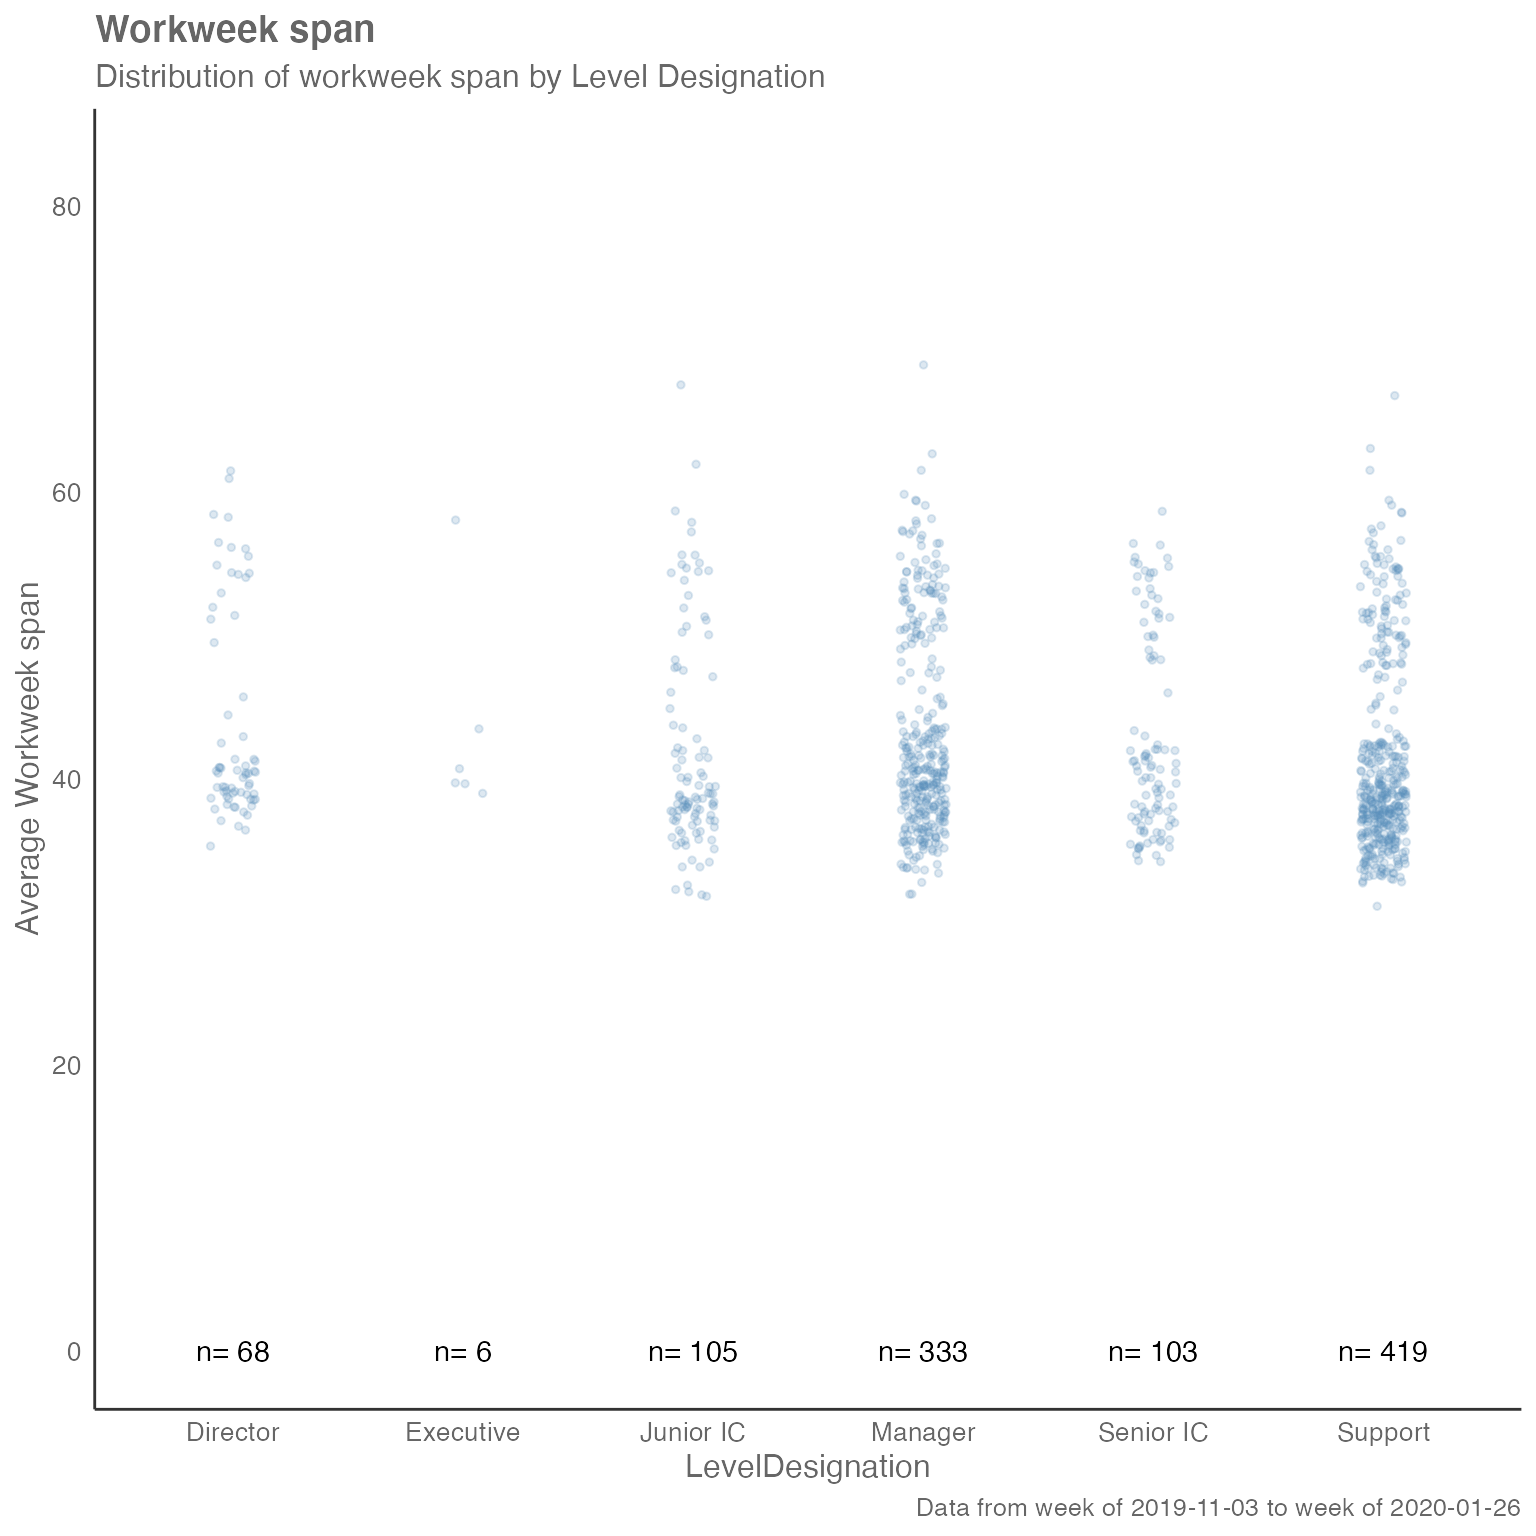 Workweek span
Distribution of workweek span by Level Designation
Average Workweek span
80
60
40
20
0
n= 68 n= 6 n= 105 n= 333 n= 103 n= 419
Director Executive Junior IC Manager Senior IC Support
LevelDesignation
Data from week of 2019-11-03 to week of 2020-01-26